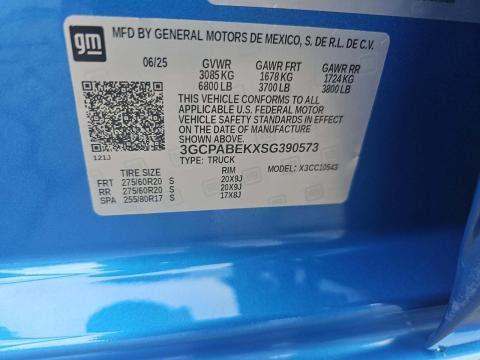 gm
MFD BY GENERAL MOTORS DE MEXICO, S. DE R.L. DE C.V.
06/25 GVWR GAWR FRT GAWR RR
3085 KG 1678 KG 1724 KG
6800 LB 3700 LB 3800 LB
THIS VEHICLE CONFORMS TO ALL
APPLICABLE U.S. FEDERAL MOTOR
VEHICLE SAFETY STANDARDS IN EFFECT
ON THE DATE OF MANUFACTURE
SHOWN ABOVE.
3GCPABEKXSG390573
121J TYPE: TRUCK MODEL: X3CC10543
TIRE SIZE RIM
FRT 275/60R20 S 20X9J
RR 275/60R20 S 20X9J
SPA 255/80R17 S 17X8J